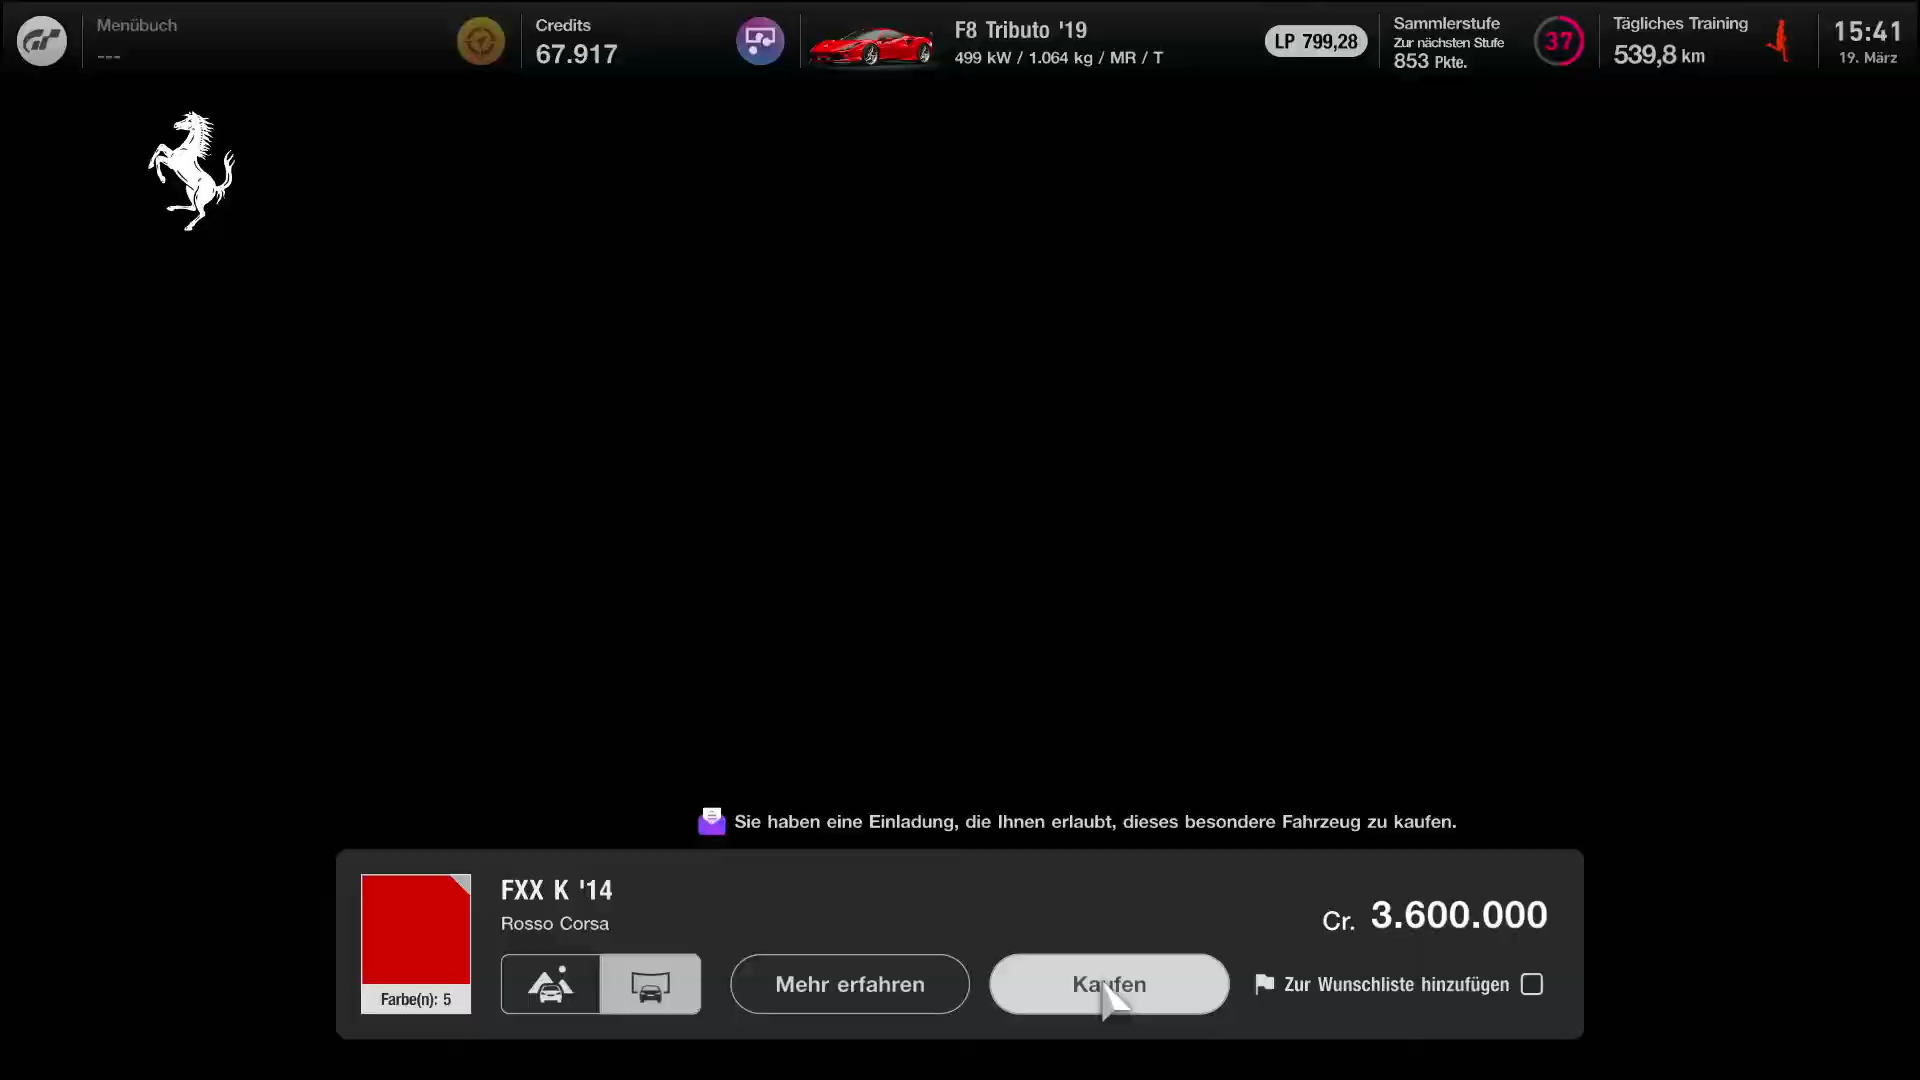 Menübuch
---
Credits
67.917
F8 Tributo '19
499 kW / 1.064 kg / MR / T
LP 799,28
Sammlerstufe
Zur nächsten Stufe
853 Pkte.
37
Tägliches Training
539,8 km
15:41
19. März
Sie haben eine Einladung, die Ihnen erlaubt, dieses besondere Fahrzeug zu kaufen.
FXX K '14
Rosso Corsa
Cr. 3.600.000
Farbe(n): 5
Mehr erfahren
Kaufen
Zur Wunschliste hinzufügen